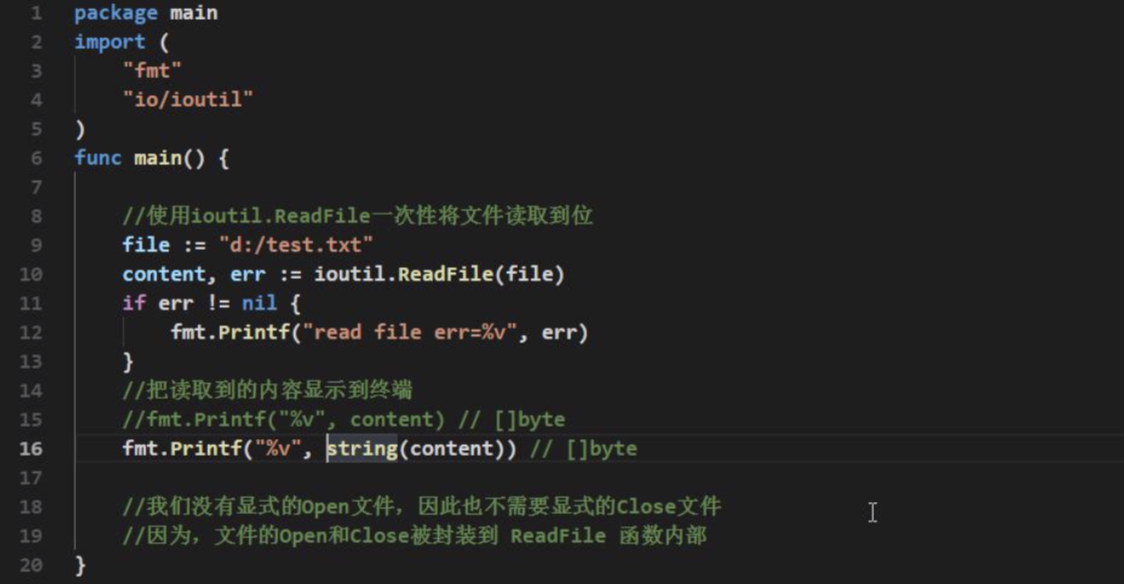 1 package main
2 import (
3     "fmt"
4     "io/ioutil"
5 )
6 func main() {
7
8     //使用ioutil.ReadFile一次性将文件读取到位
9     file := "d:/test.txt"
10     content, err := ioutil.ReadFile(file)
11     if err != nil {
12         fmt.Printf("read file err=%v", err)
13     }
14     //把读取到的内容显示到终端
15     //fmt.Printf("%v", content) // []byte
16     fmt.Printf("%v", string(content)) // []byte
17
18     //我们没有显式的Open文件，因此也不需要显式的Close文件
19     //因为，文件的Open和Close被封装到 ReadFile 函数内部
20 }